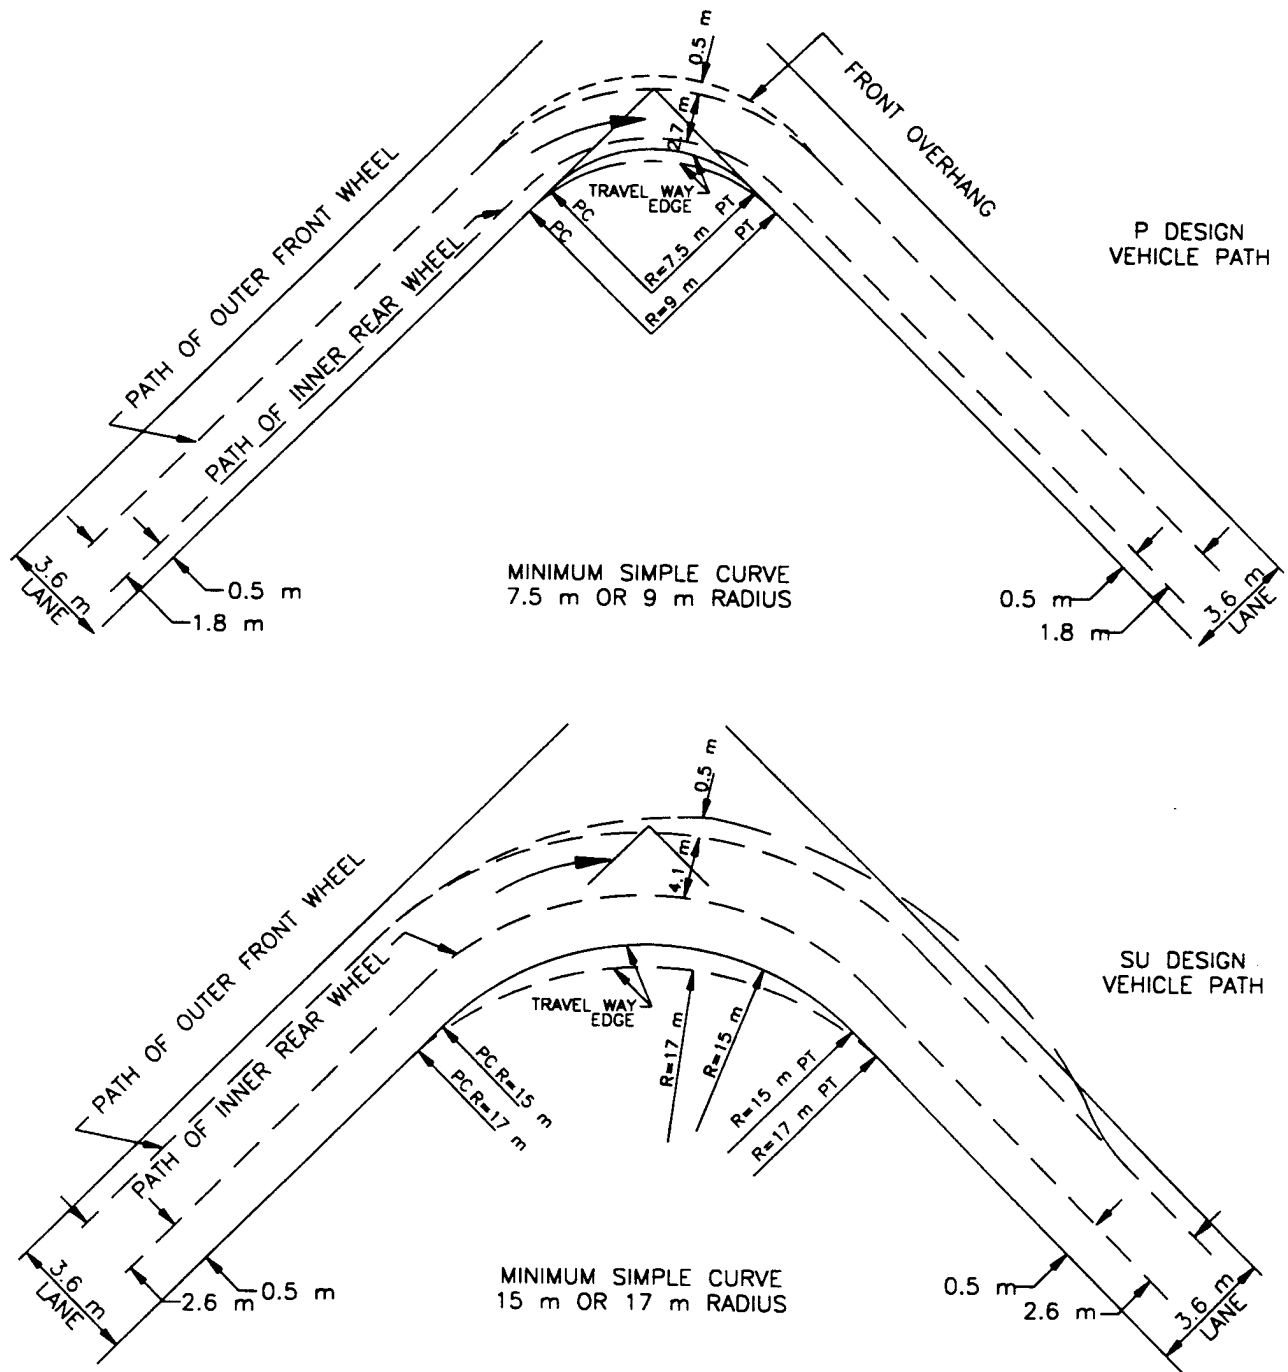 0.5 m
2.7 m
FRONT OVERHANG
PATH OF OUTER FRONT WHEEL
PATH OF INNER REAR WHEEL
TRAVEL WAY
EDGE
PC
PC
R=7.5 m PT
R=9 m PT
P DESIGN
VEHICLE PATH
3.6 m
LANE
0.5 m
1.8 m
MINIMUM SIMPLE CURVE
7.5 m OR 9 m RADIUS
0.5 m
1.8 m
3.6 m
LANE
0.5 m
4.1 m
PATH OF OUTER FRONT WHEEL
PATH OF INNER REAR WHEEL
TRAVEL WAY
EDGE
SU DESIGN
VEHICLE PATH
PC R=15 m
PC R=17 m
R=17 m
R=15 m
R=15 m PT
R=17 m PT
3.6 m
LANE
2.6 m
0.5 m
MINIMUM SIMPLE CURVE
15 m OR 17 m RADIUS
0.5 m
2.6 m
3.6 m
LANE